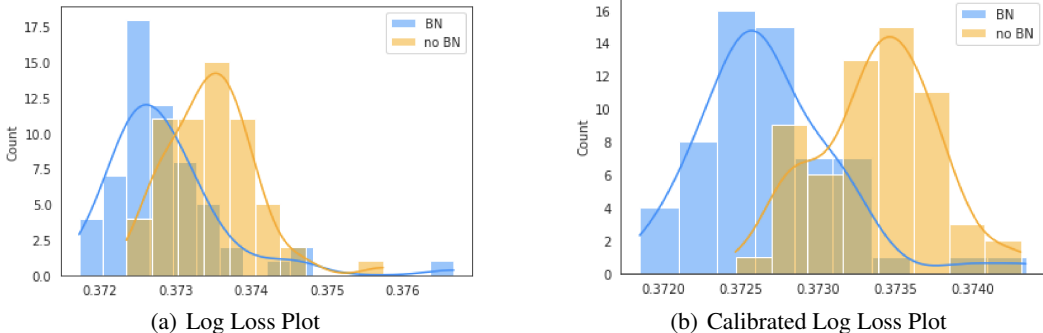 17.5
15.0
12.5
10.0
7.5
5.0
2.5
0.0
Count
BN
no BN
0.372 0.373 0.374 0.375 0.376
(a) Log Loss Plot
16
14
12
10
8
6
4
2
0
Count
BN
no BN
0.3720 0.3725 0.3730 0.3735 0.3740
(b) Calibrated Log Loss Plot